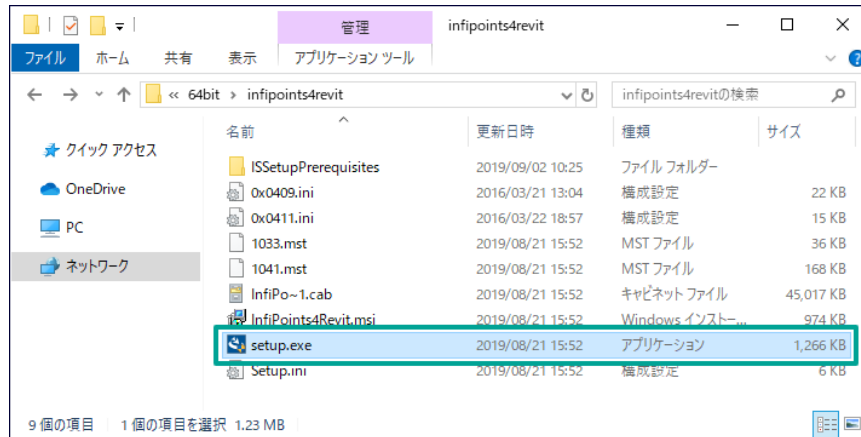 管理 infipoints4revit
ファイル ホーム 共有 表示 アプリケーション ツール
« 64bit › infipoints4revit infipoints4revitの検索
名前 更新日時 種類 サイズ
クイック アクセス
OneDrive
PC
ネットワーク
ISSetupPrerequisites 2019/09/02 10:25 ファイル フォルダー
0x0409.ini 2016/03/21 13:04 構成設定 22 KB
0x0411.ini 2016/03/22 18:57 構成設定 15 KB
1033.mst 2019/08/21 15:52 MST ファイル 36 KB
1041.mst 2019/08/21 15:52 MST ファイル 168 KB
InfiPo~1.cab 2019/08/21 15:52 キャビネット ファイル 45,017 KB
InfiPoints4Revit.msi 2019/08/21 15:52 Windows インストー... 974 KB
setup.exe 2019/08/21 15:52 アプリケーション 1,266 KB
Setup.ini 2019/08/21 15:52 構成設定 6 KB
9 個の項目 1 個の項目を選択 1.23 MB